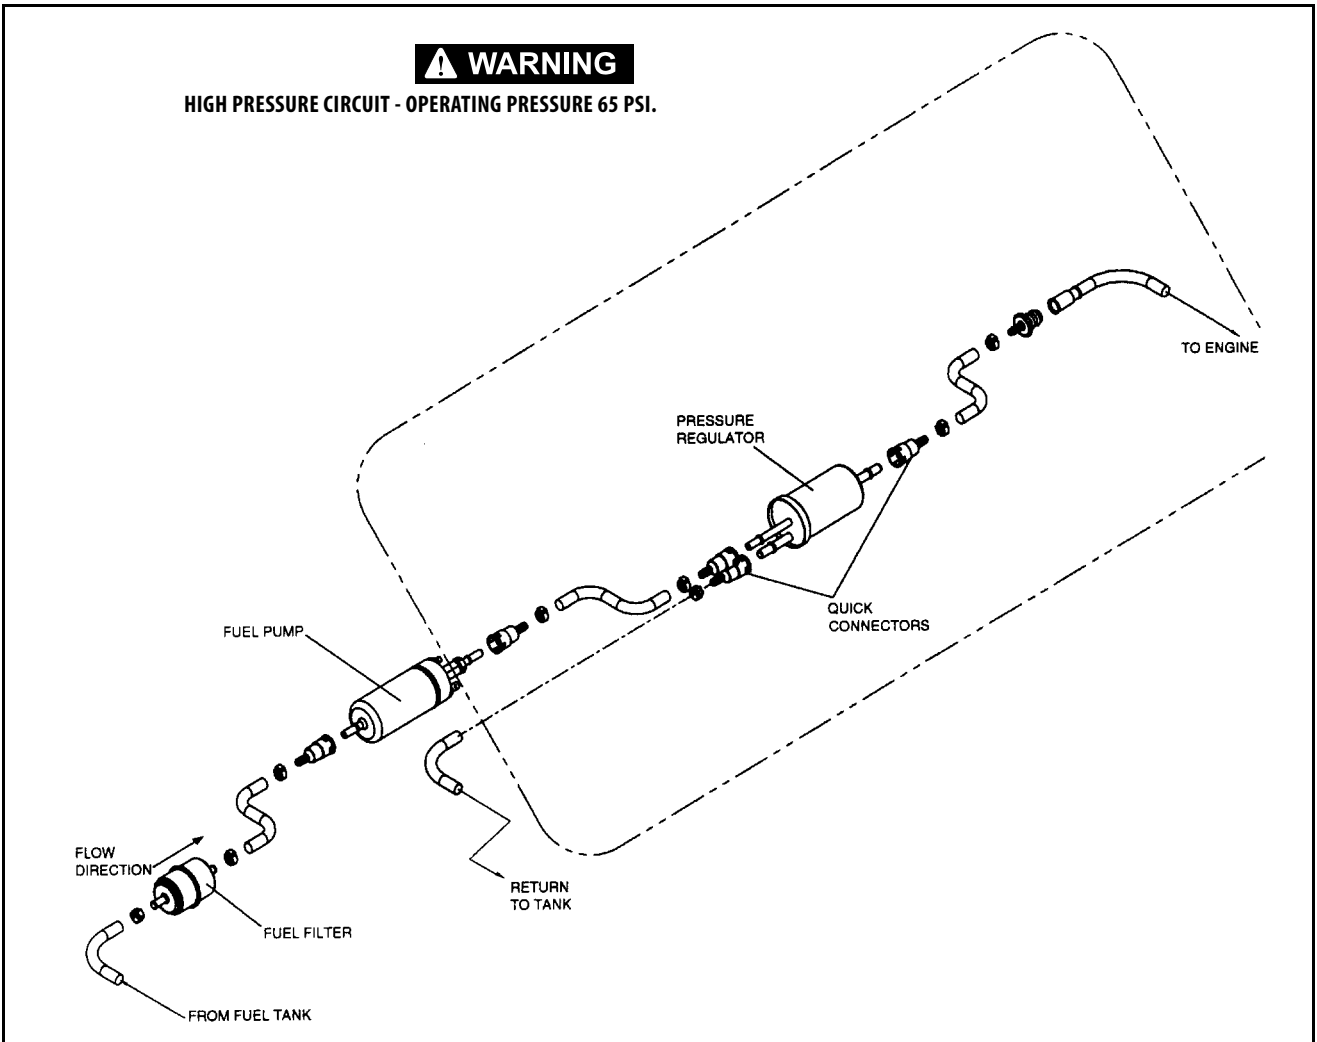 WARNING
HIGH PRESSURE CIRCUIT - OPERATING PRESSURE 65 PSI.
TO ENGINE
PRESSURE
REGULATOR
QUICK
CONNECTORS
FUEL PUMP
FLOW
DIRECTION
RETURN
TO TANK
FUEL FILTER
FROM FUEL TANK